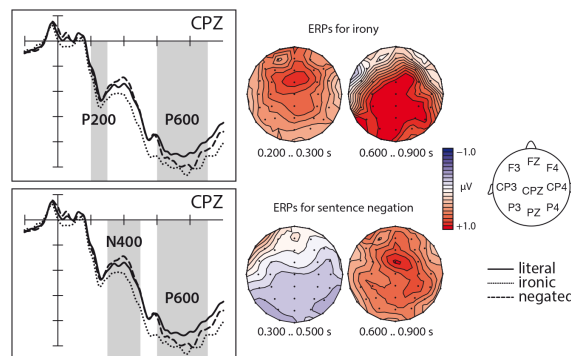 CPZ
P200
P600
ERPs for irony
0.200 .. 0.300 s
0.600 .. 0.900 s
−1.0
µV
+1.0
FZ
F3
F4
CP3
CPZ
CP4
P3
PZ
P4
CPZ
N400
P600
ERPs for sentence negation
0.300 .. 0.500 s
0.600 .. 0.900 s
literal
ironic
negated